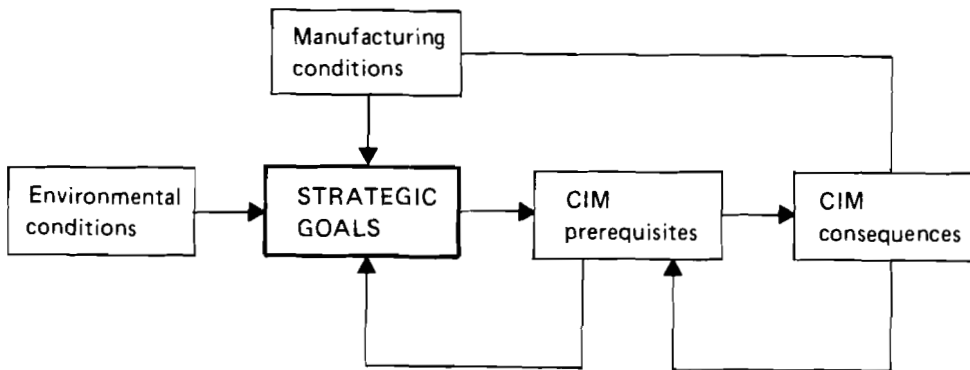 Manufacturing
conditions
Environmental
conditions
STRATEGIC
GOALS
CIM
prerequisites
CIM
consequences